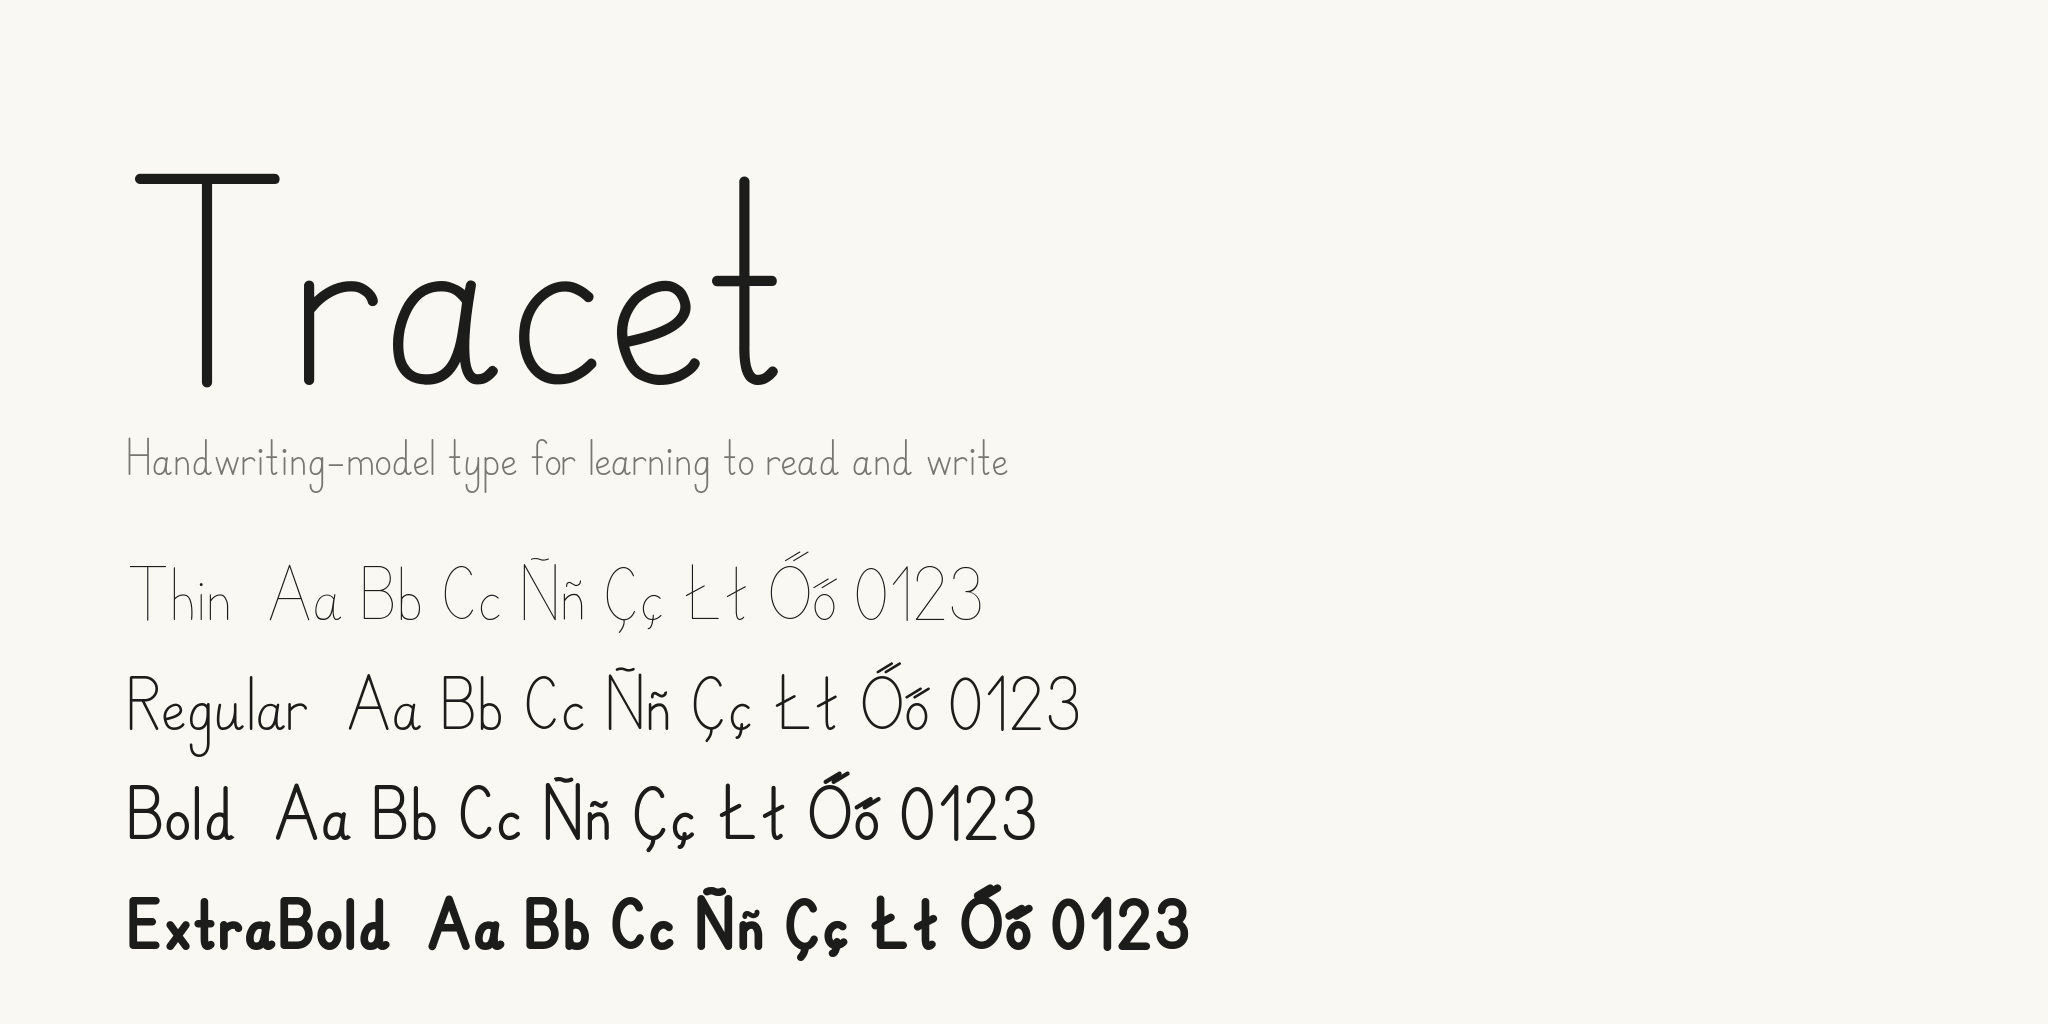 Tracet
Handwriting-model type for learning to read and write
Thin Aa Bb Cc Ññ Çç Łł Őő 0123
Regular Aa Bb Cc Ññ Çç Łł Őő 0123
Bold Aa Bb Cc Ññ Çç Łł Őő 0123
ExtraBold Aa Bb Cc Ññ Çç Łł Őő 0123